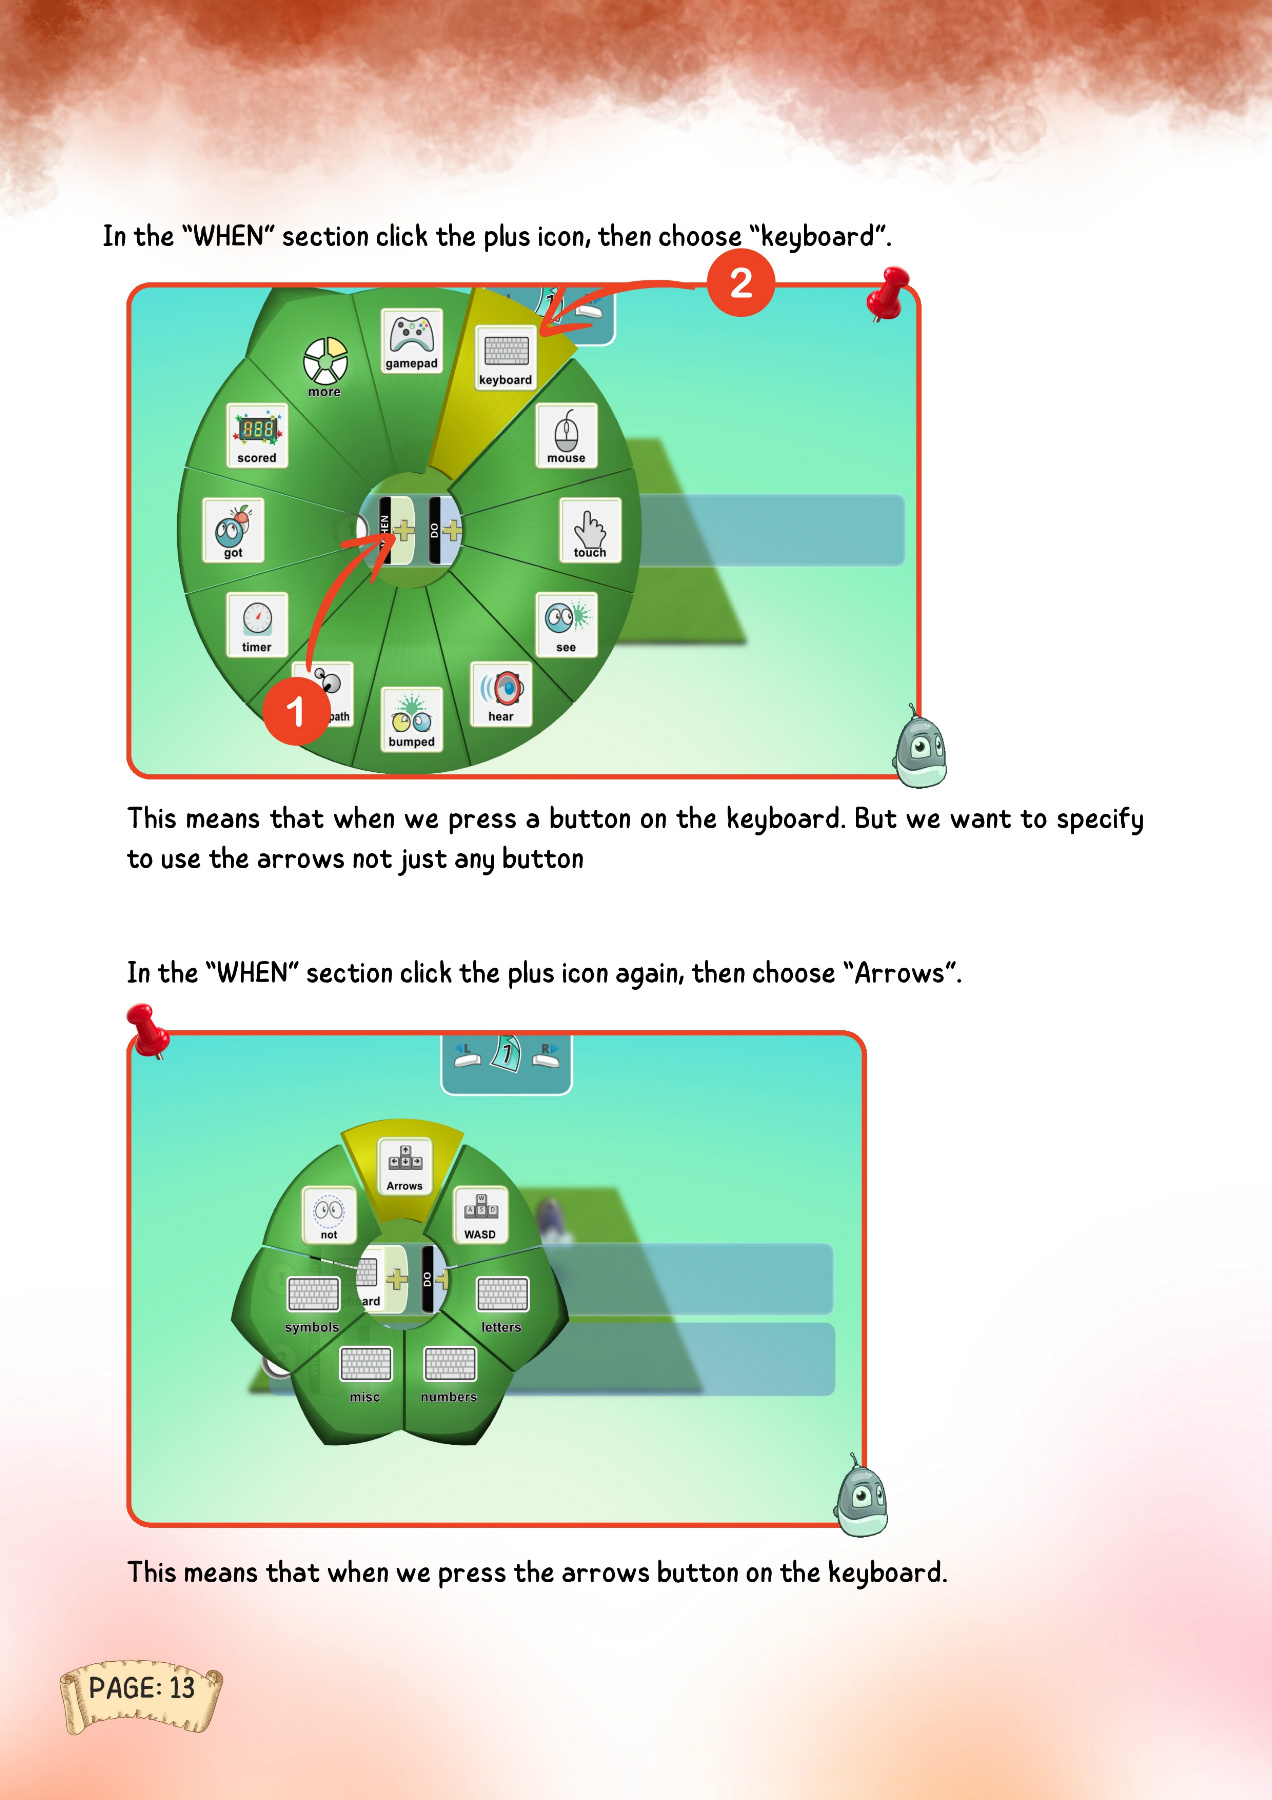 In the “WHEN” section click the plus icon, then choose “keyboard”.
2
L 1
gamepad
keyboard
more
scored
mouse
WHEN
DO
got
touch
timer
see
1
path
hear
bumped
This means that when we press a button on the keyboard. But we want to specify
to use the arrows not just any button
In the “WHEN” section click the plus icon again, then choose “Arrows”.
L 1 R
Arrows
W
A S D
not
WASD
DO
board
symbols
letters
misc
numbers
This means that when we press the arrows button on the keyboard.
PAGE: 13